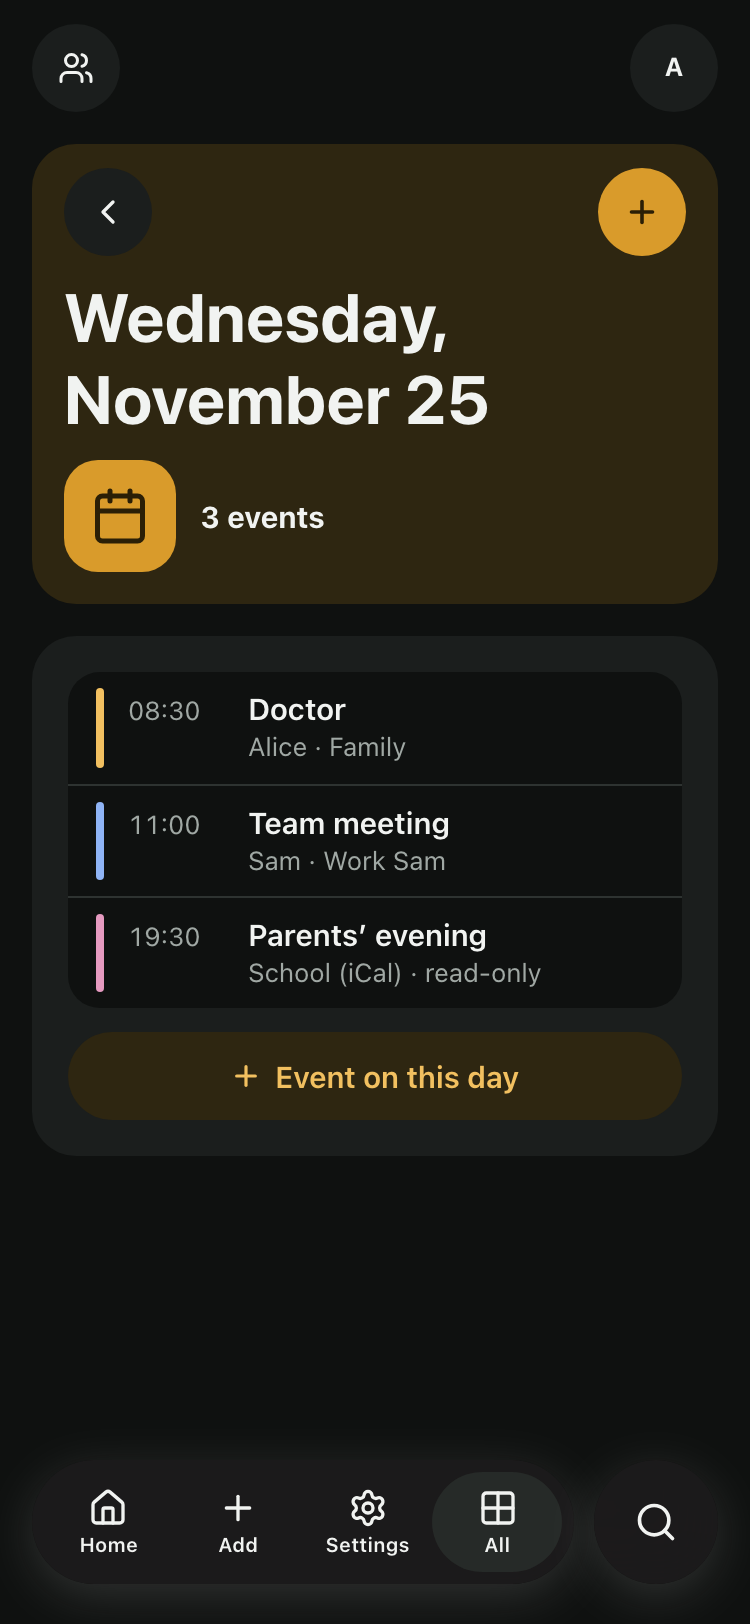 A
Wednesday,
November 25
3 events
08:30 Doctor
Alice · Family
11:00 Team meeting
Sam · Work Sam
19:30 Parents’ evening
School (iCal) · read-only
Event on this day
Home Add Settings All